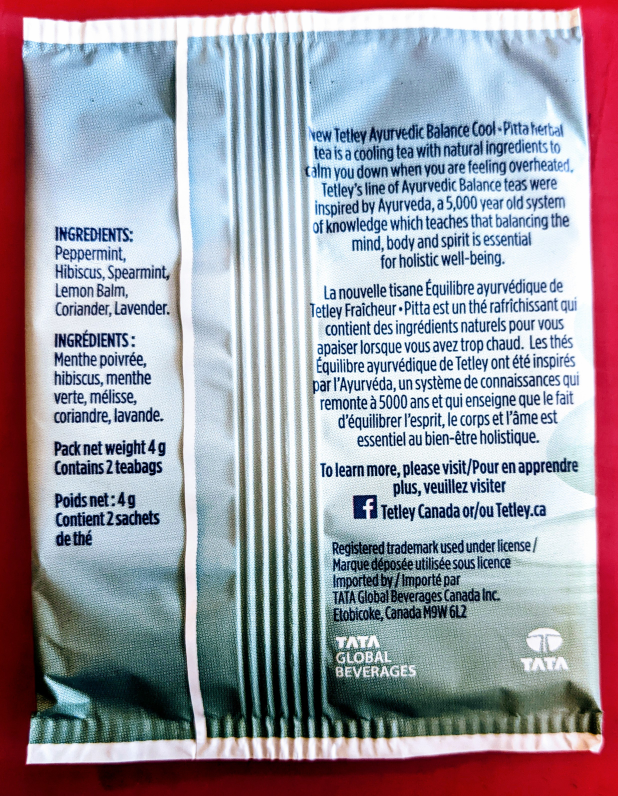 INGREDIENTS:
Peppermint,
Hibiscus, Spearmint,
Lemon Balm,
Coriander, Lavender.
INGRÉDIENTS :
Menthe poivrée,
hibiscus, menthe
verte, mélisse,
coriandre, lavande.
Pack net weight 4 g
Contains 2 teabags
Poids net : 4 g
Contient 2 sachets
de thé
New Tetley Ayurvedic Balance Cool • Pitta herbal
tea is a cooling tea with natural ingredients to
calm you down when you are feeling overheated.
Tetley's line of Ayurvedic Balance teas were
inspired by Ayurveda, a 5,000 year old system
of knowledge which teaches that balancing the
mind, body and spirit is essential
for holistic well-being.
La nouvelle tisane Équilibre ayurvédique de
Tetley Fraîcheur • Pitta est un thé rafrîchissant qui
contient des ingrédients naturels pour vous
apaiser lorsque vous avez trop chaud. Les thés
Équilibre ayurvédique de Tetley ont été inspirés
par l'Ayurvéda, un système de connaissances qui
remonte à 5000 ans et qui enseigne que le fait
d'équilibrer l'esprit, le corps et l'âme est
essentiel au bien-être holistique.
To learn more, please visit/Pour en apprendre
plus, veuillez visiter
f Tetley Canada or/ou Tetley.ca
Registered trademark used under license /
Marque déposée utilisée sous licence
Imported by / Importé par
TATA Global Beverages Canada Inc.
Etobicoke, Canada M9W 6L2
TATA
GLOBAL
BEVERAGES
TATA